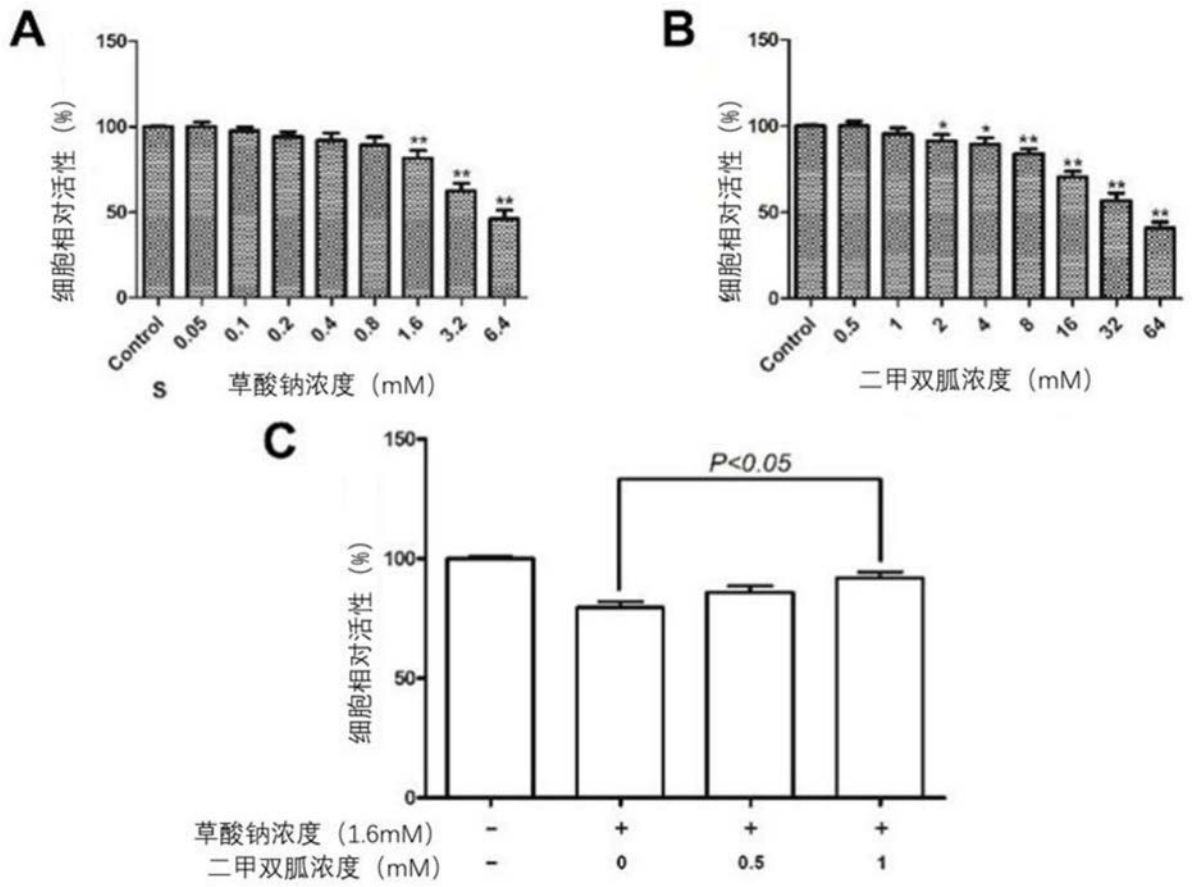 A
B
150
100
50
0
细胞相对活性 (%)
**
**
**
Control
0.05
0.1
0.2
0.4
0.8
1.6
3.2
6.4
S
草酸钠浓度（mM）
150
100
50
0
细胞相对活性 (%)
*
*
**
**
**
**
Control
0.5
1
2
4
8
16
32
64
二甲双胍浓度（mM）
C
150
100
50
0
细胞相对活性 (%)
P<0.05
草酸钠浓度（1.6mM） - + + +
二甲双胍浓度（mM） - 0 0.5 1